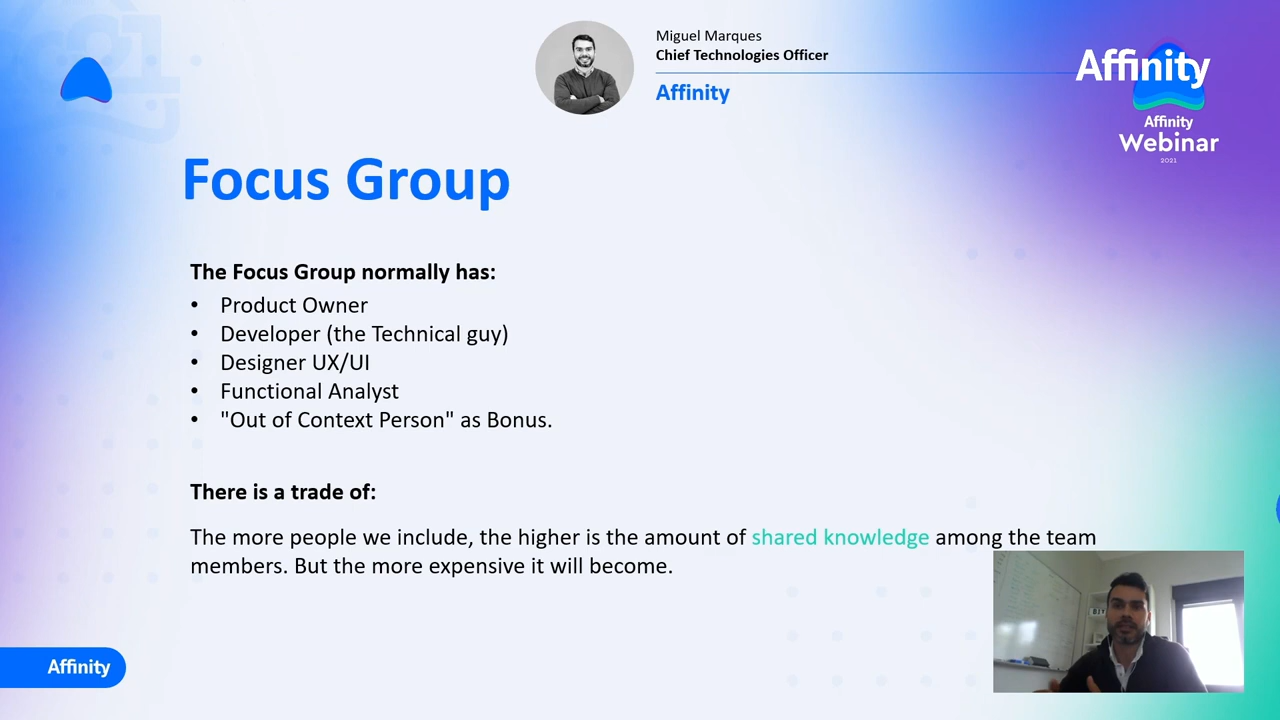 Miguel Marques
Chief Technologies Officer
Affinity
Affinity
Affinity
Webinar
2021
Focus Group
The Focus Group normally has:
• Product Owner
• Developer (the Technical guy)
• Designer UX/UI
• Functional Analyst
• "Out of Context Person" as Bonus.
There is a trade of:
The more people we include, the higher is the amount of shared knowledge among the team
members. But the more expensive it will become.
Affinity